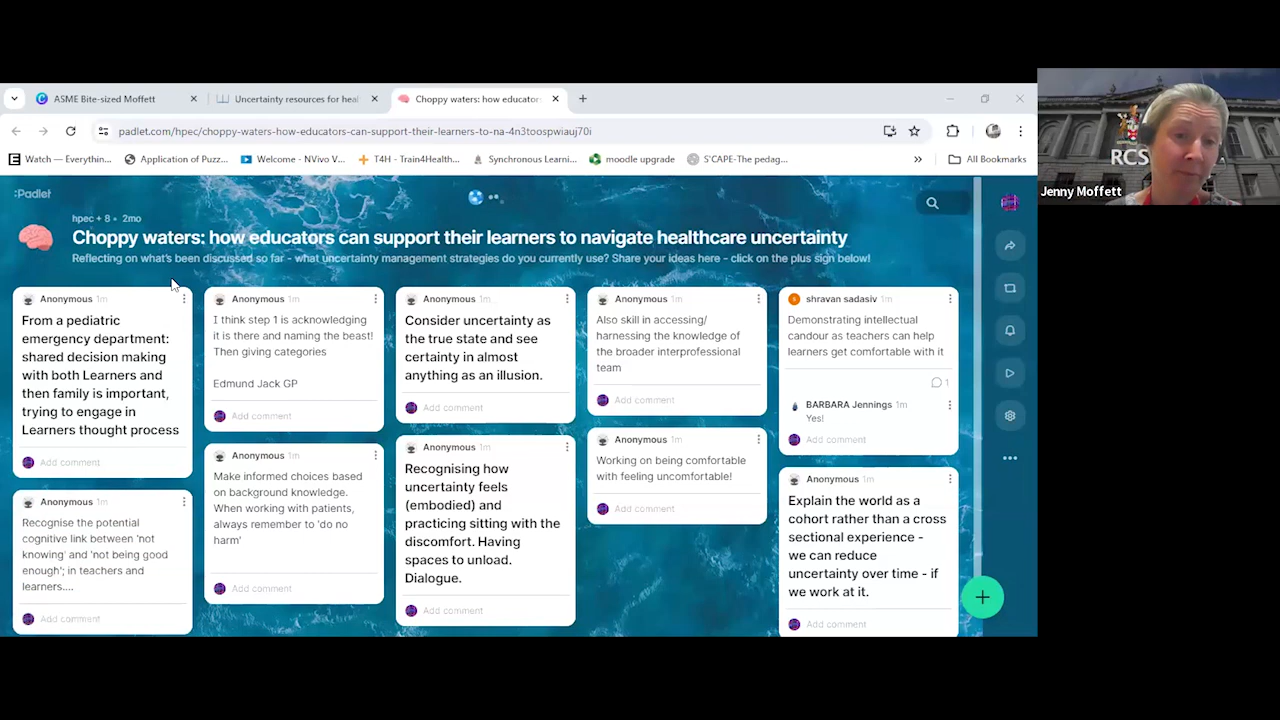 ASME Bite-sized Moffett
Uncertainty resources for heal
Choppy waters: how educators
padlet.com/hpec/choppy-waters-how-educators-can-support-their-learners-to-na-4n3toospwiauj70i
Watch — Everythin...
Application of Puzz...
Welcome - NVivo V...
T4H - Train4Health...
Synchronous Learni...
moodle upgrade
S'CAPE-The pedag...
»
All Bookmarks
:Padlet
hpec + 8 • 2mo
Choppy waters: how educators can support their learners to navigate healthcare uncertainty
Reflecting on what's been discussed so far - what uncertainty management strategies do you currently use? Share your ideas here - click on the plus sign below!
Anonymous 1m
From a pediatric
emergency department:
shared decision making
with both Learners and
then family is important,
trying to engage in
Learners thought process
Add comment
Anonymous 1m
Recognise the potential
cognitive link between 'not
knowing' and 'not being good
enough'; in teachers and
learners....
Add comment
Anonymous 1m
I think step 1 is acknowledging
it is there and naming the beast!
Then giving categories
Edmund Jack GP
Add comment
Anonymous 1m
Make informed choices based
on background knowledge.
When working with patients,
always remember to 'do no
harm'
Add comment
Anonymous 1m
Consider uncertainty as
the true state and see
certainty in almost
anything as an illusion.
Add comment
Anonymous 1m
Recognising how
uncertainty feels
(embodied) and
practicing sitting with the
discomfort. Having
spaces to unload.
Dialogue.
Add comment
Anonymous 1m
Also skill in accessing/
harnessing the knowledge of
the broader interprofessional
team
Add comment
Anonymous 1m
Working on being comfortable
with feeling uncomfortable!
Add comment
shravan sadasiv 1m
Demonstrating intellectual
candour as teachers can help
learners get comfortable with it
1
BARBARA Jennings 1m
Yes!
Add comment
Anonymous 1m
Explain the world as a
cohort rather than a cross
sectional experience -
we can reduce
uncertainty over time - if
we work at it.
Add comment
RCS
Jenny Moffett